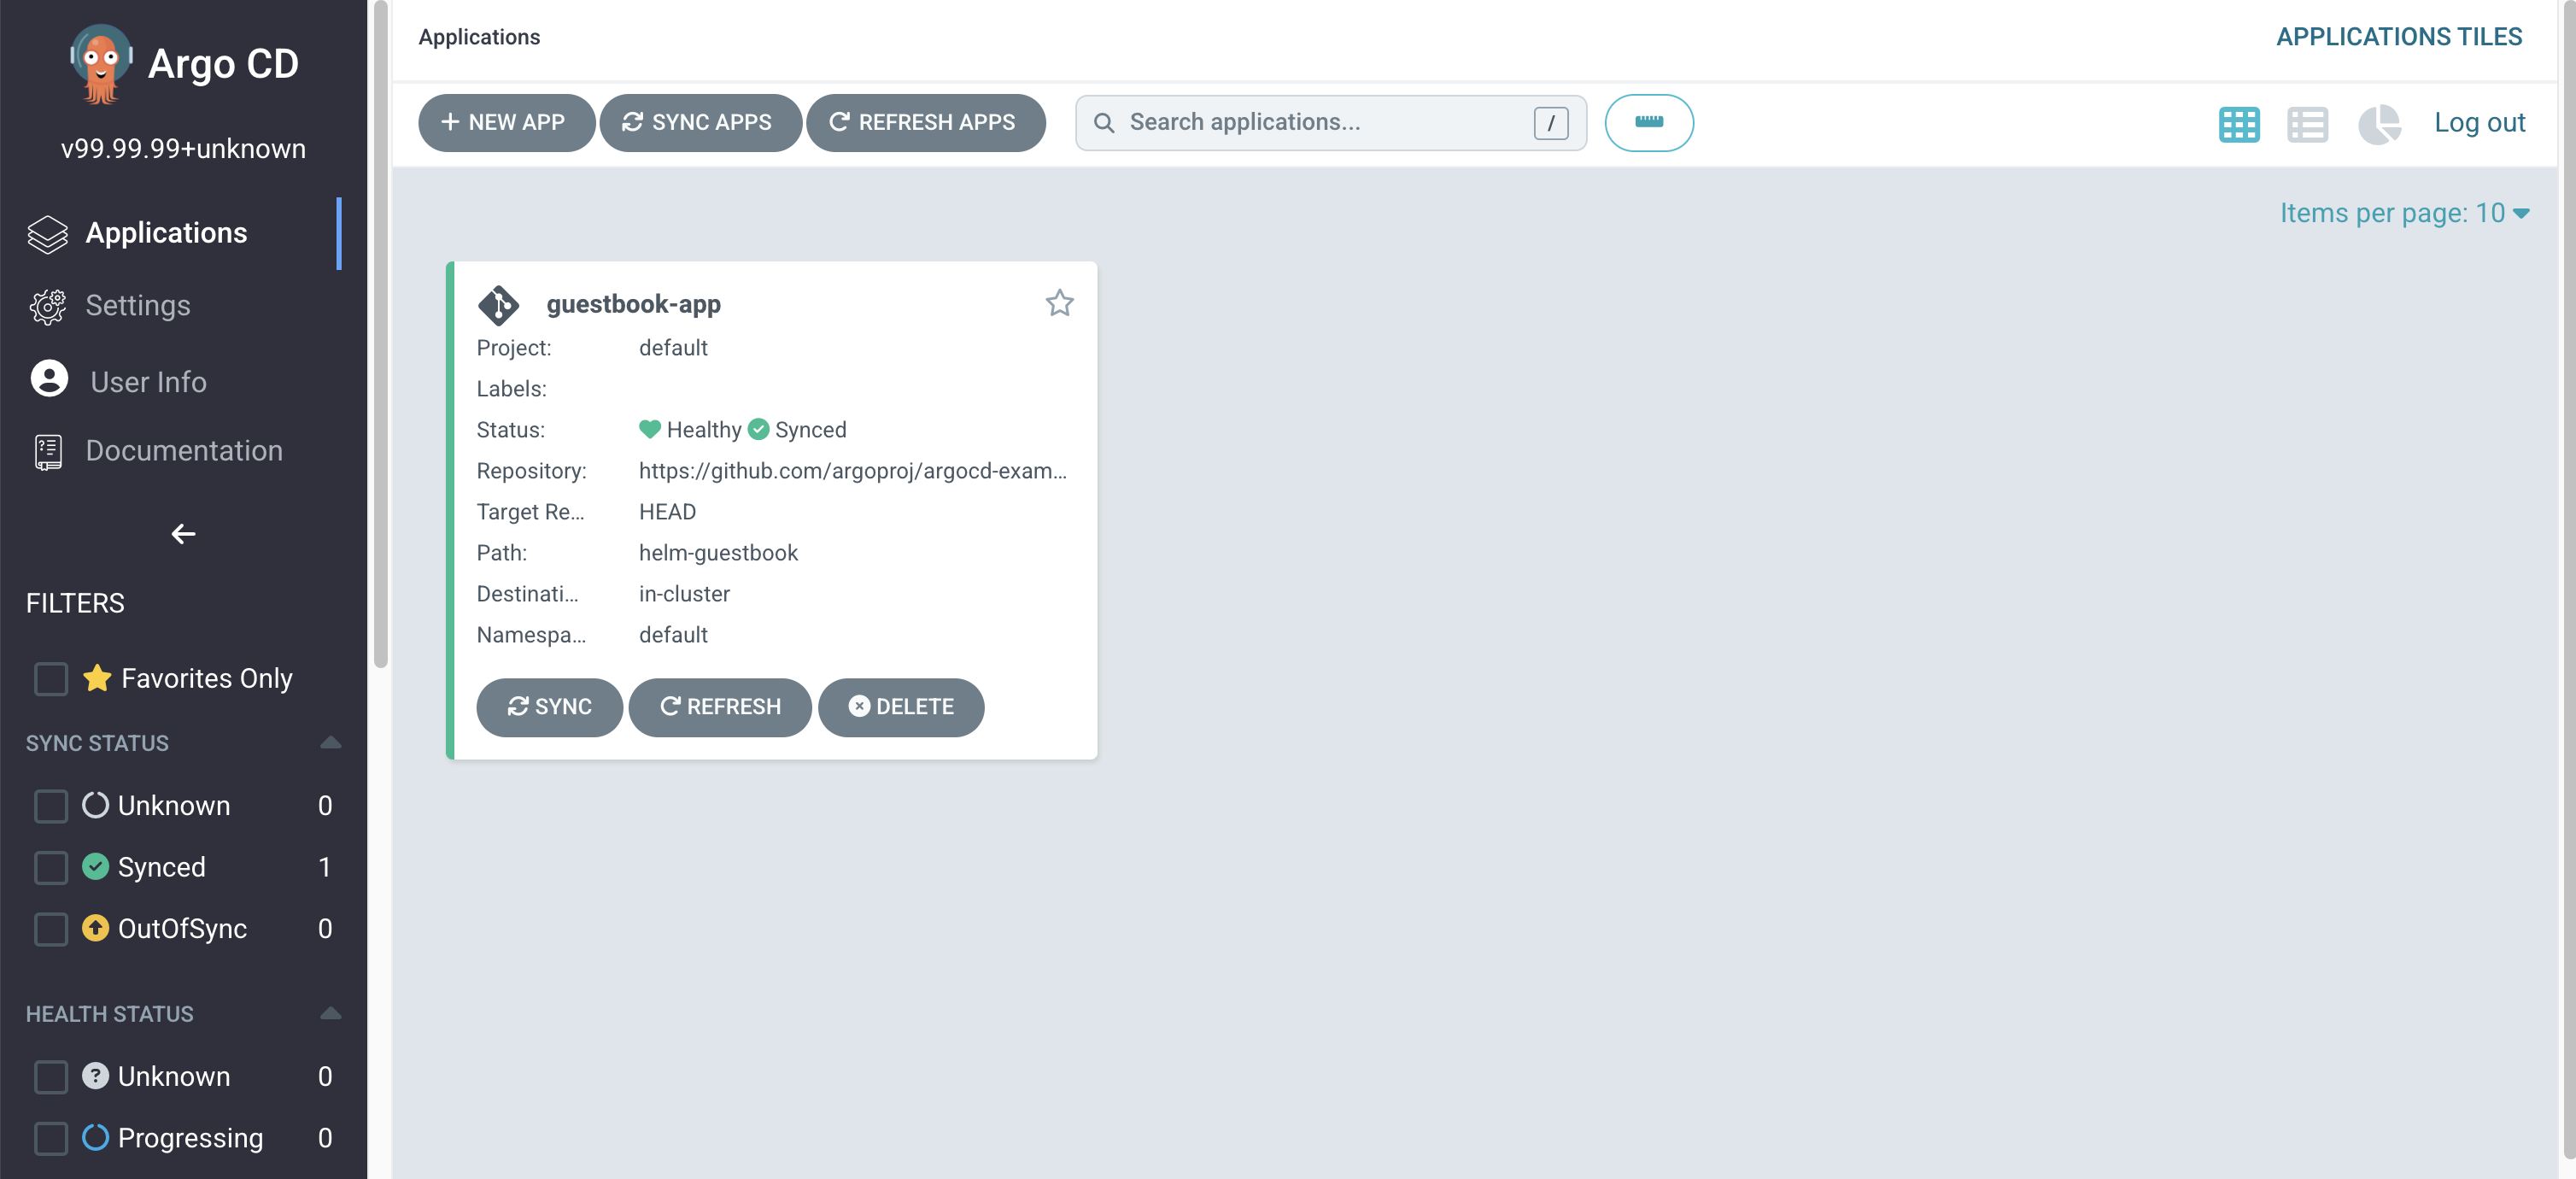 Argo CD
v99.99.99+unknown
Applications
Settings
User Info
Documentation
FILTERS
Favorites Only
SYNC STATUS
Unknown 0
Synced 1
OutOfSync 0
HEALTH STATUS
Unknown 0
Progressing 0
Applications
APPLICATIONS TILES
NEW APP
SYNC APPS
REFRESH APPS
Search applications...
/
Log out
Items per page: 10
guestbook-app
Project: default
Labels:
Status: Healthy Synced
Repository: https://github.com/argoproj/argocd-exam...
Target Re... HEAD
Path: helm-guestbook
Destinati... in-cluster
Namespa... default
SYNC
REFRESH
DELETE